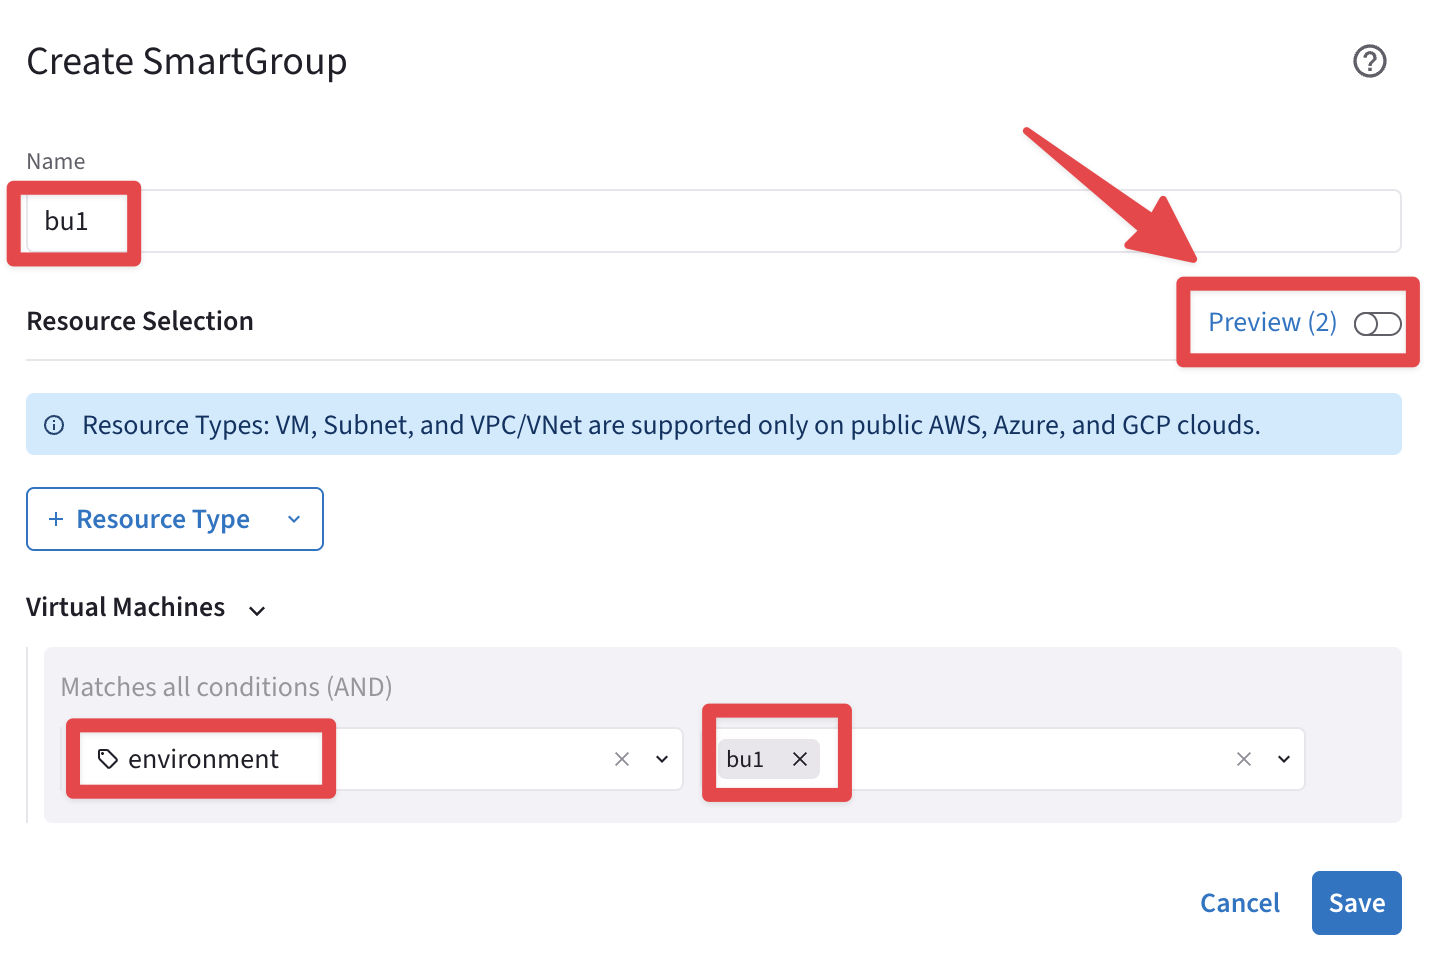 Create SmartGroup
Name
bu1
Resource Selection
Preview (2)
Resource Types: VM, Subnet, and VPC/VNet are supported only on public AWS, Azure, and GCP clouds.
+ Resource Type
Virtual Machines
Matches all conditions (AND)
environment
bu1
Cancel
Save